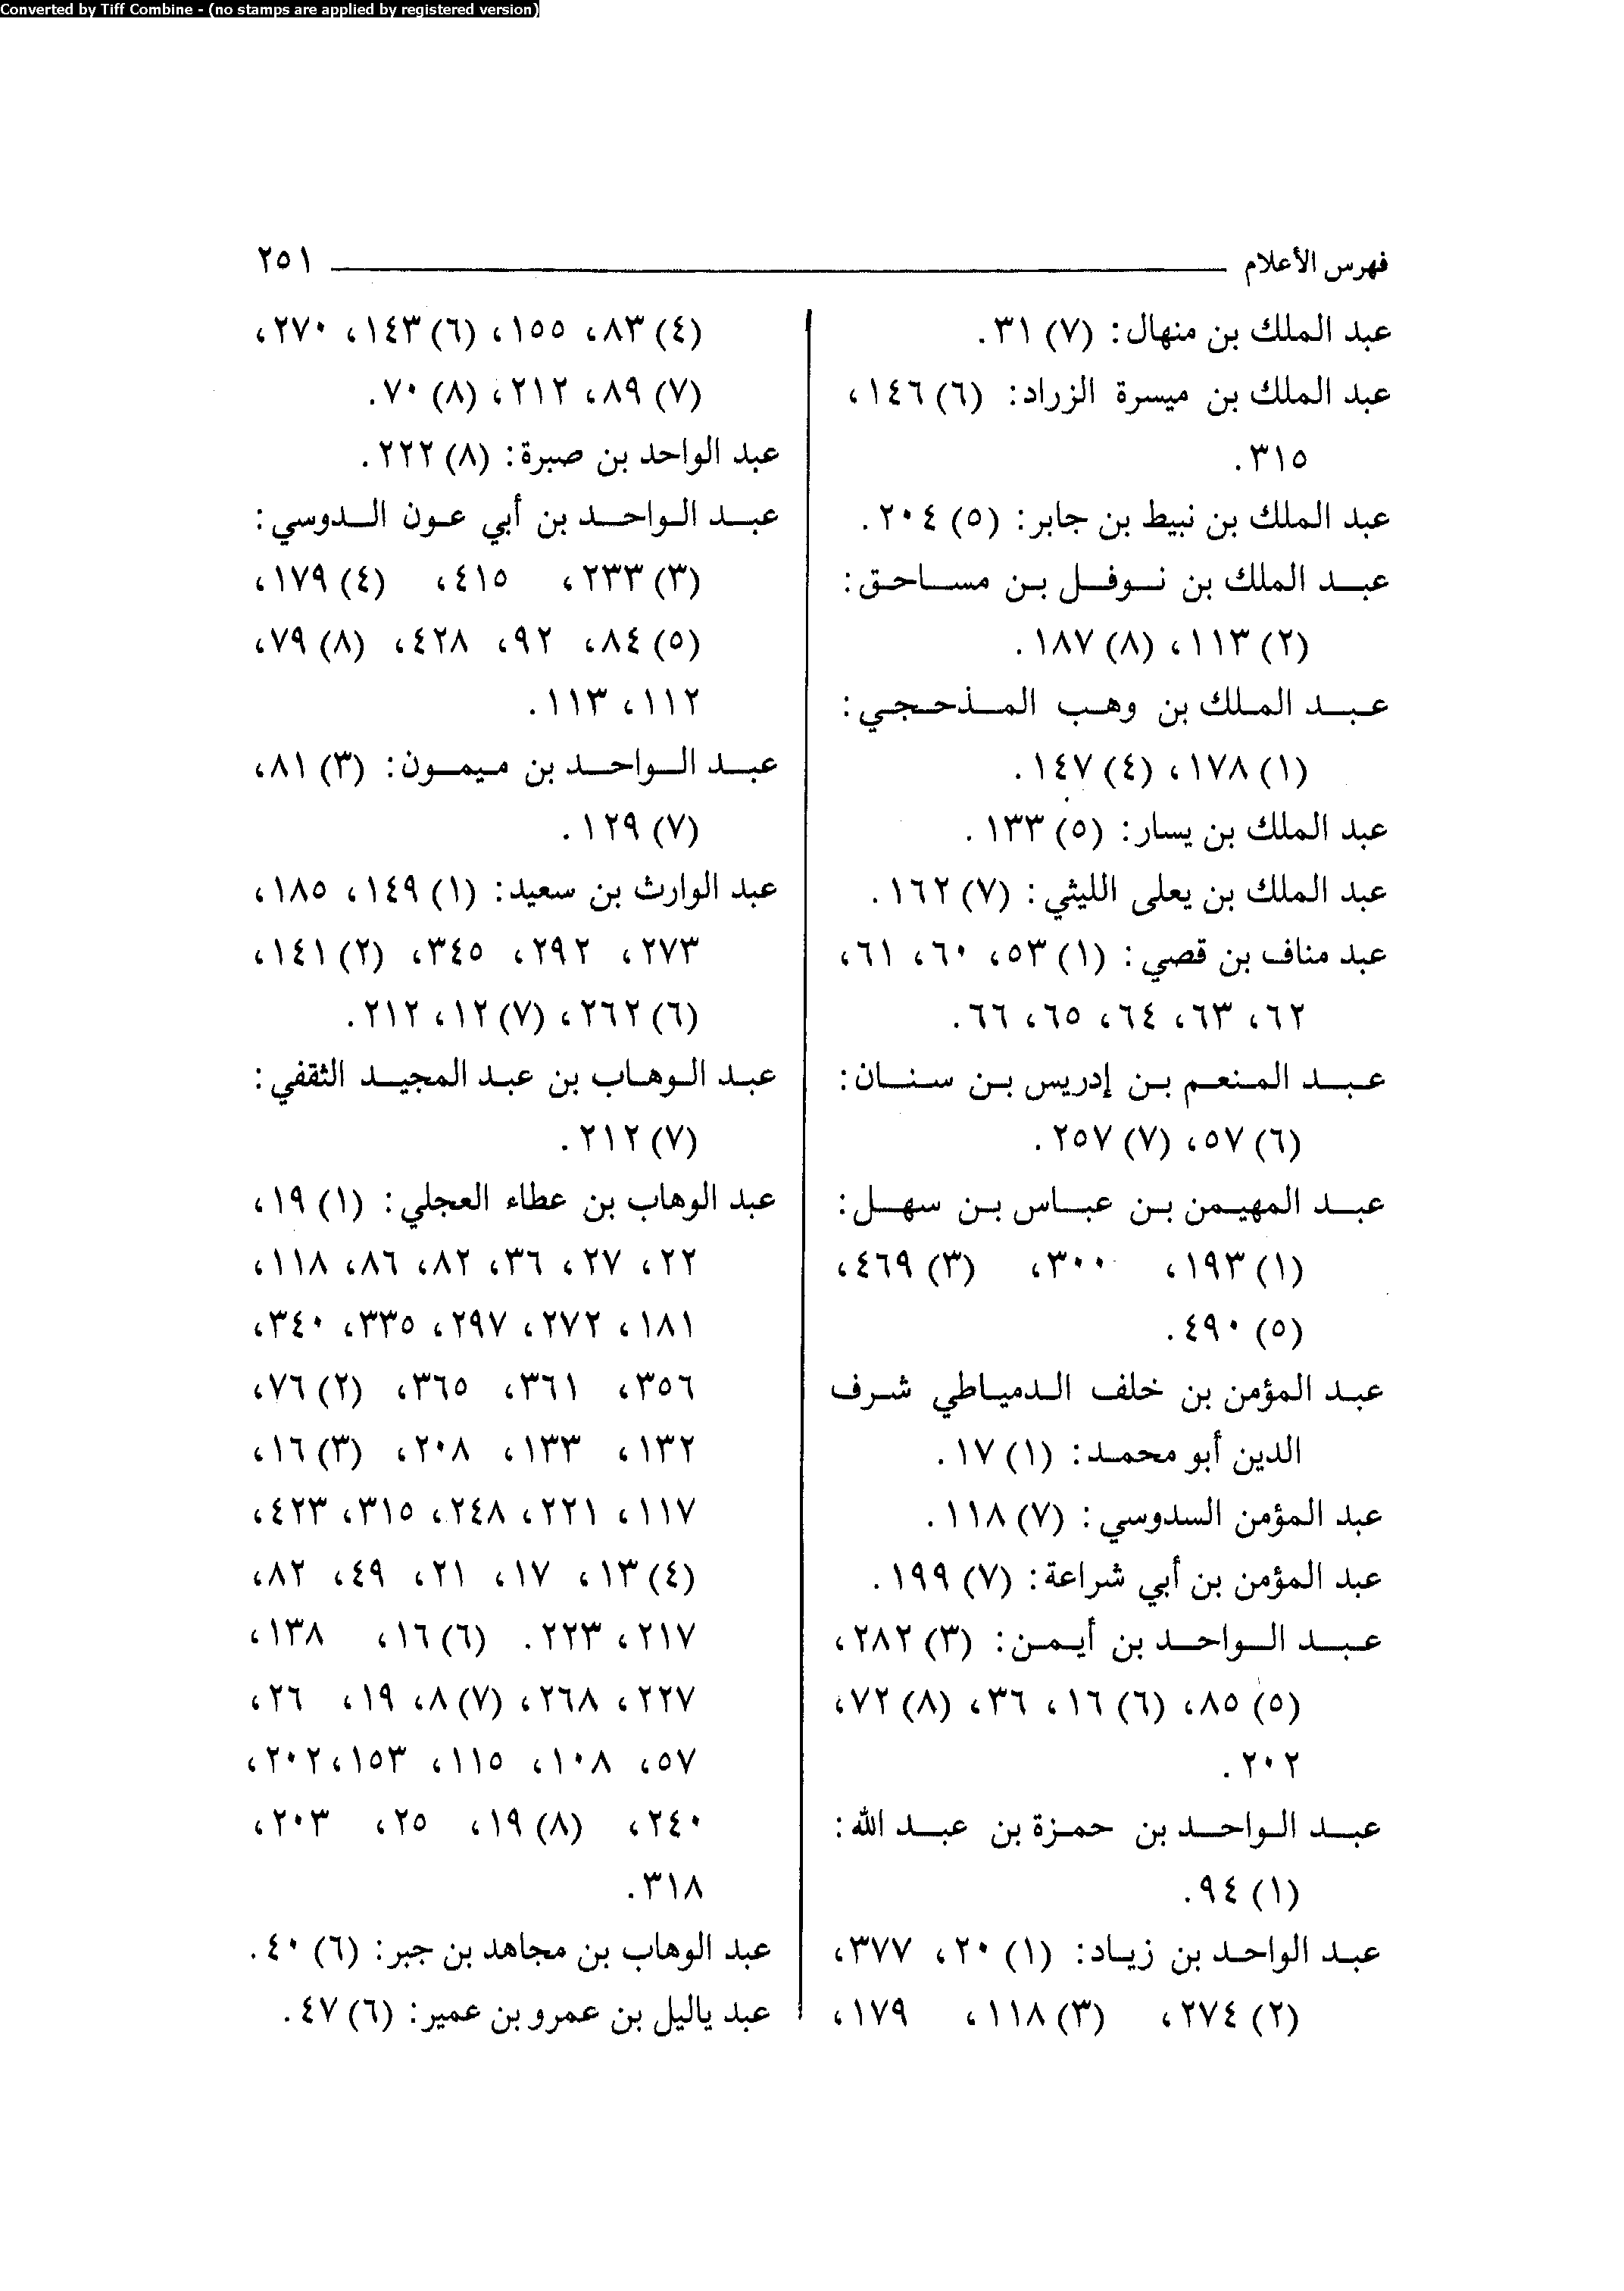 Converted by Tiff Combine - (no stamps are applied by registered version)
فهرس الأعلام ٢٥١
عبد الملك بن منهال: (٧) ٣١.
عبد الملك بن ميسرة الزراد: (٦) ١٤٦،
٣١٥.
عبد الملك بن نبيط بن جابر: (٥) ٢٠٤.
عبد الملك بن نوفل بن مساحق:
(٢) ١١٣، (٨) ١٨٧.
عبد الملك بن وهب المذحجي:
(١) ١٧٨، (٤) ١٤٧.
عبد الملك بن يسار: (٥) ١٣٣.
عبد الملك بن يعلى الليثي: (٧) ١٦٢.
عبد مناف بن قصي: (١) ٥٣، ٦٠، ٦١،
٦٢، ٦٣، ٦٤، ٦٥، ٦٦.
عبد المنعم بن إدريس بن سنان:
(٦) ٥٧، (٧) ٢٥٧.
عبد المهيمن بن عباس بن سهل:
(١) ١٩٣، ٣٠٠، (٣) ٤٦٩،
(٥) ٤٩٠.
عبد المؤمن بن خلف الدمياطي شرف
الدين أبو محمد: (١) ١٧.
عبد المؤمن السدوسي: (٧) ١١٨.
عبد المؤمن بن أبي شراعة: (٧) ١٩٩.
عبد الواحد بن أيمن: (٣) ٢٨٢،
(٥) ٨٥، (٦) ١٦، ٣٦، (٨) ٧٢،
٢٠٢.
عبد الواحد بن حمزة بن عبد الله:
(١) ٩٤.
عبد الواحد بن زياد: (١) ٢٠، ٣٧٧،
(٢) ٢٧٤، (٣) ١١٨، ١٧٩،
(٤) ٨٣، ١٥٥، (٦) ١٤٣، ٢٧٠،
(٧) ٨٩، ٢١٢، (٨) ٧٠.
عبد الواحد بن صبرة: (٨) ٢٢٢.
عبد الواحد بن أبي عون الدوسي:
(٣) ٢٣٣، ٤١٥، (٤) ١٧٩،
(٥) ٨٤، ٩٢، ٤٢٨، (٨) ٧٩،
١١٢، ١١٣.
عبد الواحد بن ميمون: (٣) ٨١،
(٧) ١٢٩.
عبد الوارث بن سعيد: (١) ١٤٩، ١٨٥،
٢٧٣، ٢٩٢، ٣٤٥، (٢) ١٤١،
(٦) ٢٦٢، (٧) ١٢، ٢١٢.
عبد الوهاب بن عبد المجيد الثقفي:
(٧) ٢١٢.
عبد الوهاب بن عطاء العجلي: (١) ١٩،
٢٢، ٢٧، ٣٦، ٨٢، ٨٦، ١١٨،
١٨١، ٢٧٢، ٢٩٧، ٣٣٥، ٣٤٠،
٣٥٦، ٣٦١، ٣٦٥، (٢) ٧٦،
١٣٢، ١٣٣، ٢٠٨، (٣) ١٦،
١١٧، ٢٢١، ٢٤٨، ٣١٥، ٤٢٣،
(٤) ١٣، ١٧، ٢١، ٤٩، ٨٢،
٢١٧، ٢٢٣. (٦) ١٦، ١٣٨،
٢٢٧، ٢٦٨، (٧) ٨، ١٩، ٢٦،
٥٧، ١٠٨، ١١٥، ١٥٣، ٢٠٢،
٢٤٠، (٨) ١٩، ٢٥، ٢٠٣،
٣١٨.
عبد الوهاب بن مجاهد بن جبر: (٦) ٤٠.
عبد ياليل بن عمرو بن عمير: (٦) ٤٧.